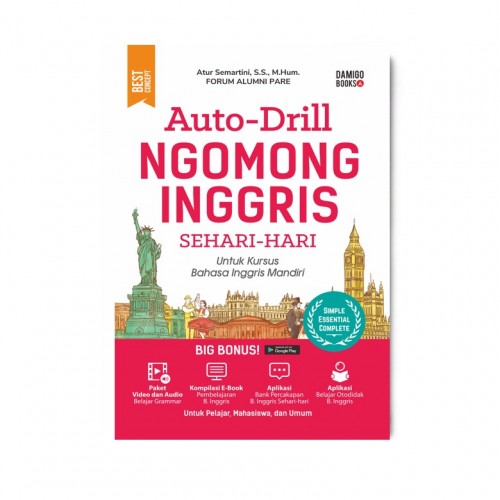 BEST
CONCEPT
Atur Semartini, S.S., M.Hum.
FORUM ALUMNI PARE
DAMIGO
BOOKS
Auto-Drill
NGOMONG
INGGRIS
SEHARI-HARI
Untuk Kursus
Bahasa Inggris Mandiri
SIMPLE
ESSENTIAL
COMPLETE
BIG BONUS!
Google Play
Paket
Video dan Audio
Belajar Grammar
Kompilasi E-Book
Pembelajaran
B. Inggris
Aplikasi
Bank Percakapan
B. Inggris Sehari-hari
Aplikasi
Belajar Otodidak
B. Inggris
Untuk Pelajar, Mahasiswa, dan Umum